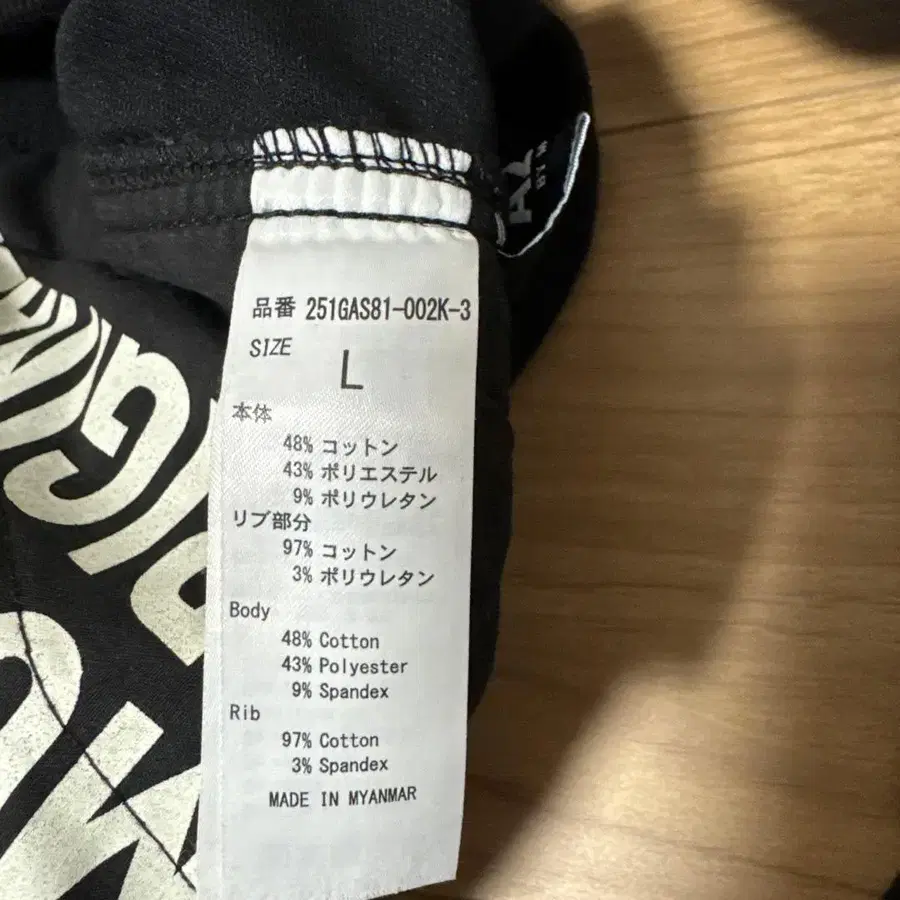 品番 251GAS81-002K-3
SIZE
L
本体
48% コットン
43% ポリエステル
9% ポリウレタン
リブ部分
97% コットン
3% ポリウレタン
Body
48% Cotton
43% Polyester
9% Spandex
Rib
97% Cotton
3% Spandex
MADE IN MYANMAR